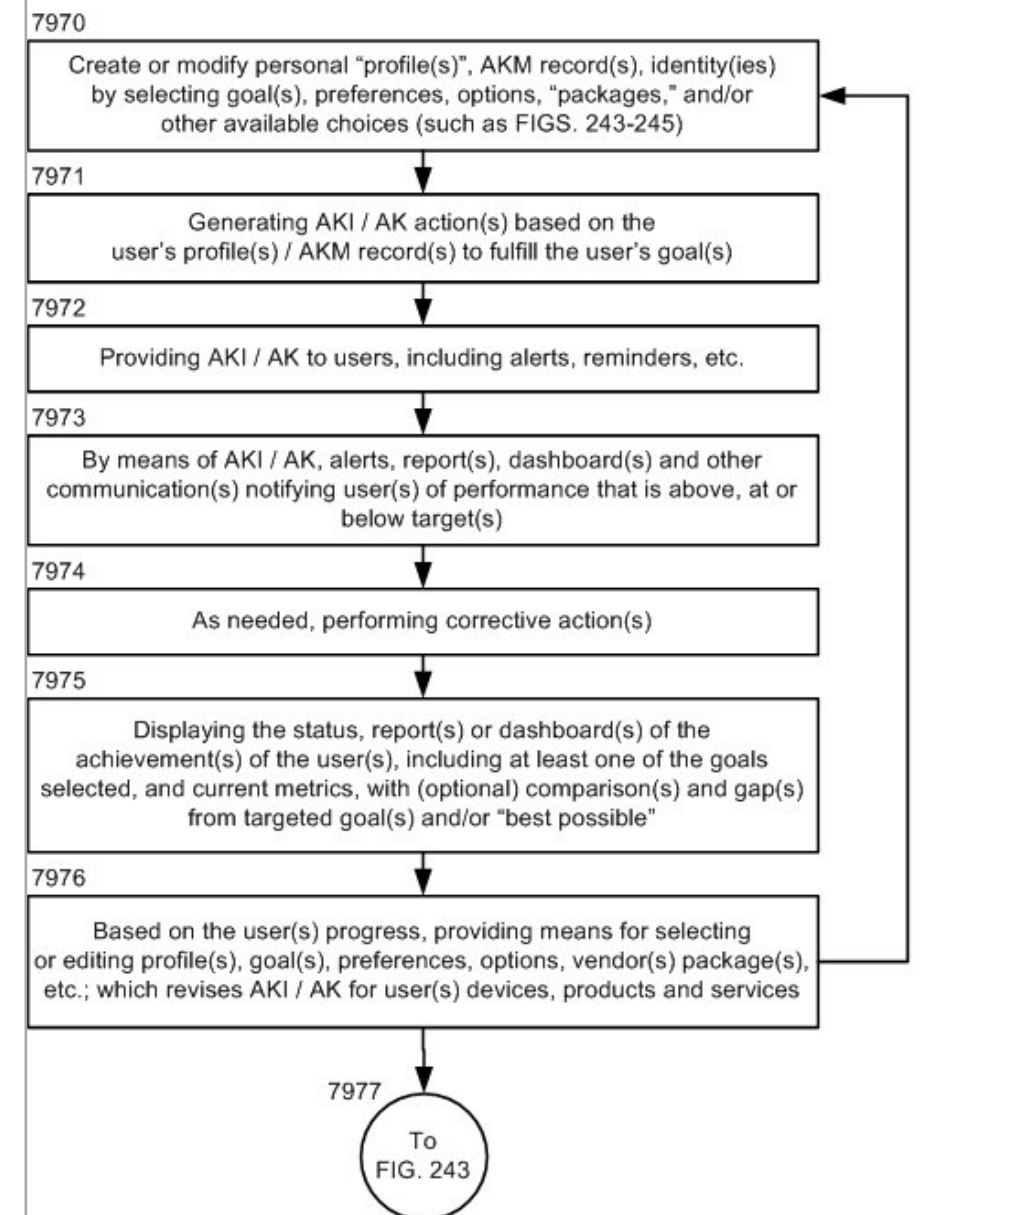 7970
Create or modify personal “profile(s)”, AKM record(s), identity(ies)
by selecting goal(s), preferences, options, “packages,” and/or
other available choices (such as FIGS. 243-245)
7971
Generating AKI / AK action(s) based on the
user’s profile(s) / AKM record(s) to fulfill the user’s goal(s)
7972
Providing AKI / AK to users, including alerts, reminders, etc.
7973
By means of AKI / AK, alerts, report(s), dashboard(s) and other
communication(s) notifying user(s) of performance that is above, at or
below target(s)
7974
As needed, performing corrective action(s)
7975
Displaying the status, report(s) or dashboard(s) of the
achievement(s) of the user(s), including at least one of the goals
selected, and current metrics, with (optional) comparison(s) and gap(s)
from targeted goal(s) and/or “best possible”
7976
Based on the user(s) progress, providing means for selecting
or editing profile(s), goal(s), preferences, options, vendor(s) package(s),
etc.; which revises AKI / AK for user(s) devices, products and services
7977
To
FIG. 243